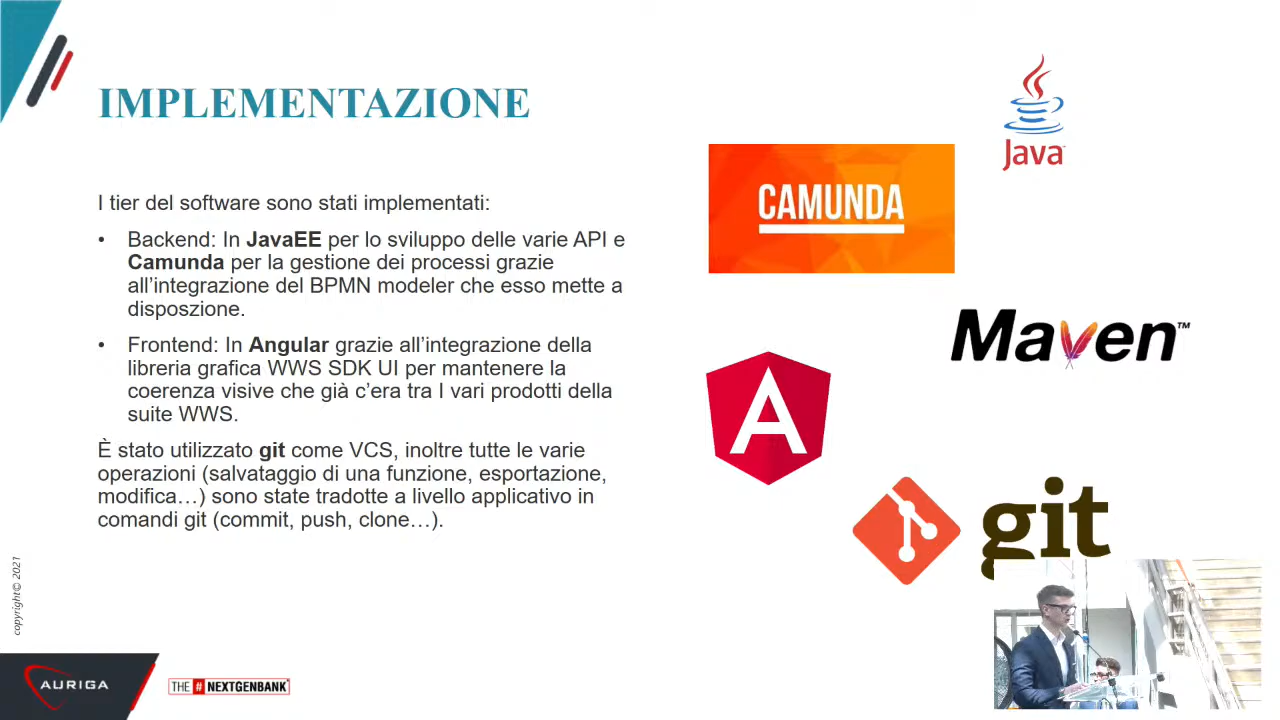 IMPLEMENTAZIONE
I tier del software sono stati implementati:
• Backend: In JavaEE per lo sviluppo delle varie API e
Camunda per la gestione dei processi grazie
all'integrazione del BPMN modeler che esso mette a
disposzione.
• Frontend: In Angular grazie all'integrazione della
libreria grafica WWS SDK UI per mantenere la
coerenza visive che già c'era tra I vari prodotti della
suite WWS.
È stato utilizzato git come VCS, inoltre tutte le varie
operazioni (salvataggio di una funzione, esportazione,
modifica…) sono state tradotte a livello applicativo in
comandi git (commit, push, clone…).
Java
CAMUNDA
Maven™
A
git
copyright© 2021
AURIGA
THE # NEXTGENBANK